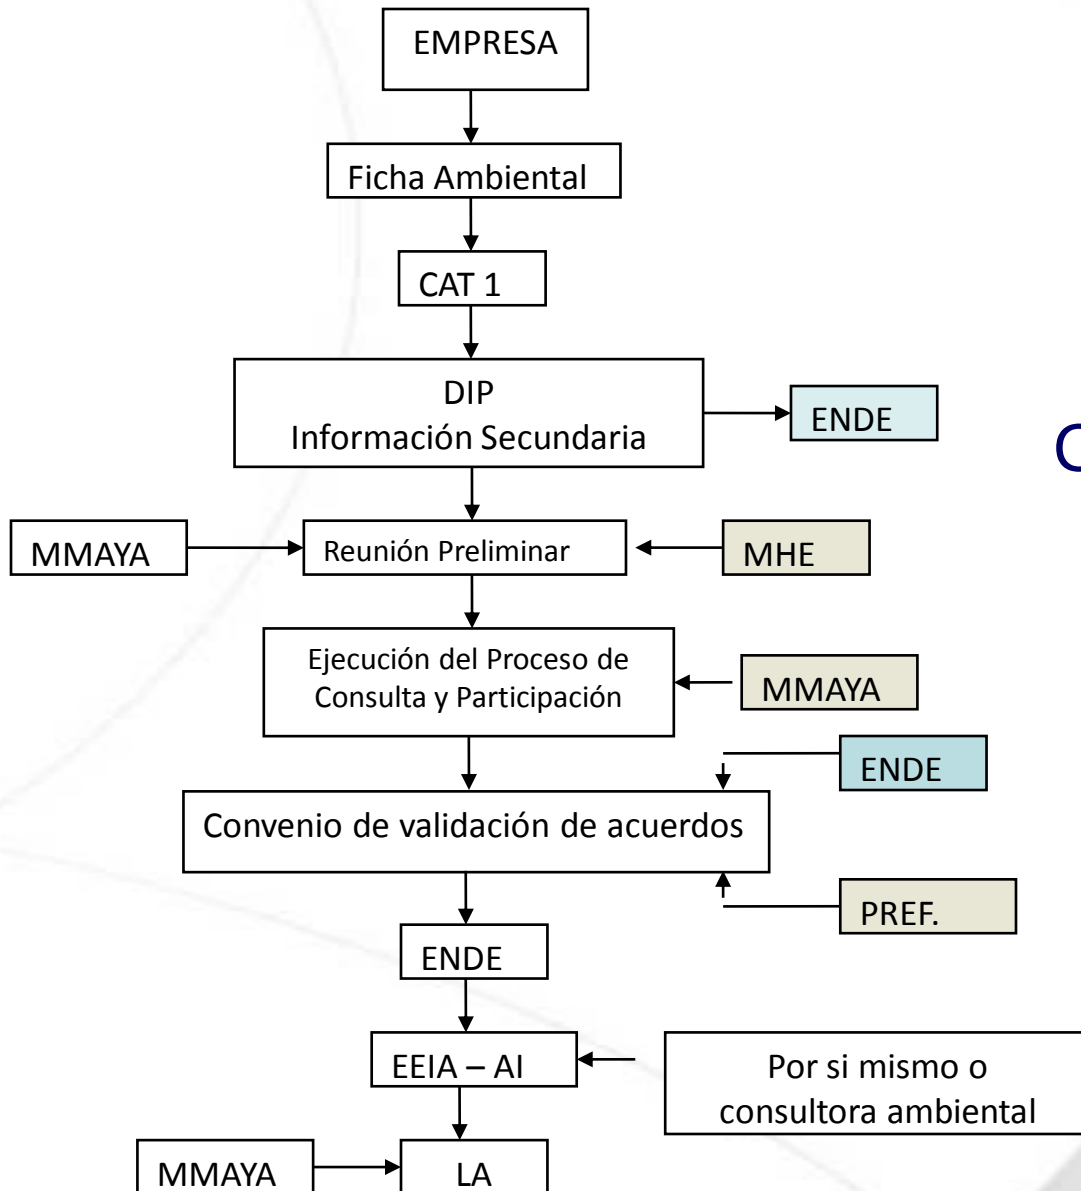 EMPRESA
Ficha Ambiental
CAT 1
DIP
Información Secundaria
ENDE
MMAYA
Reunión Preliminar
MHE
Ejecución del Proceso de
Consulta y Participación
MMAYA
ENDE
Convenio de validación de acuerdos
PREF.
ENDE
EEIA – AI
Por si mismo o
consultora ambiental
MMAYA
LA